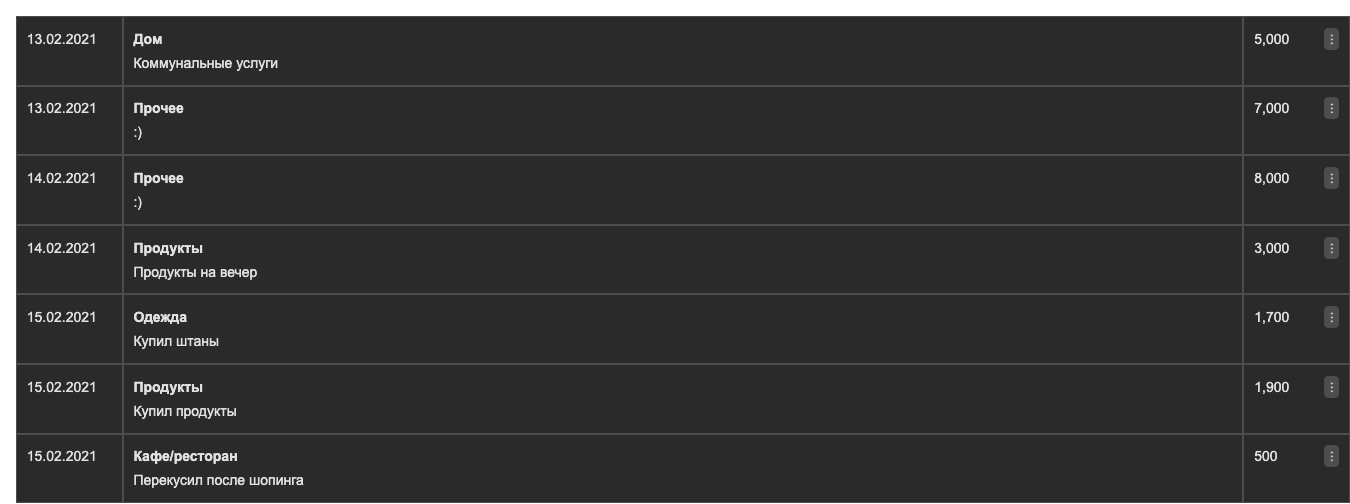 13.02.2021 Дом 5,000
Коммунальные услуги
13.02.2021 Прочее 7,000
:)
14.02.2021 Прочее 8,000
:)
14.02.2021 Продукты 3,000
Продукты на вечер
15.02.2021 Одежда 1,700
Купил штаны
15.02.2021 Продукты 1,900
Купил продукты
15.02.2021 Кафе/ресторан 500
Перекусил после шопинга